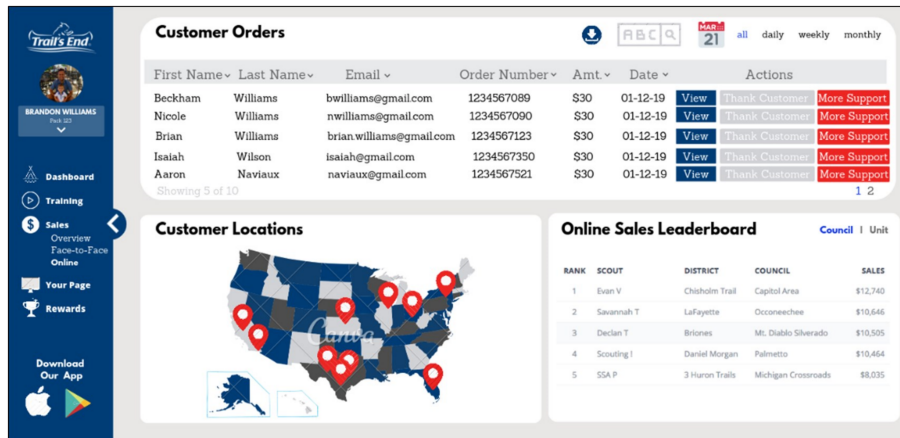 Trail's End
BRANDON WILLIAMS
Pack 123
Dashboard
Training
Sales
Overview
Face-to-Face
Online
Your Page
Rewards
Download
Our App
Customer Orders
ABC
MAR
21
all daily weekly monthly
First Name Last Name Email Order Number Amt. Date Actions
Beckham Williams bwilliams@gmail.com 1234567089 $30 01-12-19 View Thank Customer More Support
Nicole Williams nwilliams@gmail.com 1234567090 $30 01-12-19 View Thank Customer More Support
Brian Williams brian.williams@gmail.com 1234567123 $30 01-12-19 View Thank Customer More Support
Isaiah Wilson isaiah@gmail.com 1234567350 $30 01-12-19 View Thank Customer More Support
Aaron Naviaux naviaux@gmail.com 1234567521 $30 01-12-19 View Thank Customer More Support
Showing 5 of 10 1 2
Customer Locations
Canva
Online Sales Leaderboard Council | Unit
RANK SCOUT DISTRICT COUNCIL SALES
1 Evan V Chisholm Trail Capitol Area $12,740
2 Savannah T LaFayette Occoneechee $10,646
3 Declan T Briones Mt. Diablo Silverado $10,505
4 Scouting I Daniel Morgan Palmetto $10,464
5 SSA P 3 Huron Trails Michigan Crossroads $8,035